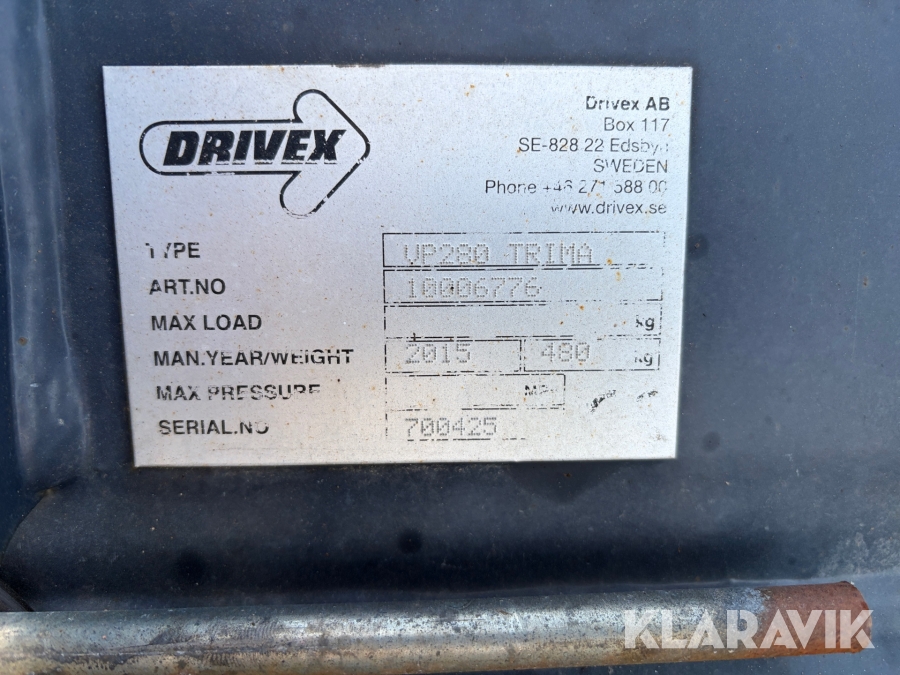 DRIVEX
Drivex AB
Box 117
SE-828 22 Edsbyn
SWEDEN
Phone +46 271 588 00
www.drivex.se
TYPE VP280 TRIMA
ART.NO 10006776
MAX LOAD kg
MAN.YEAR/WEIGHT 2015 480 kg
MAX PRESSURE MPa
SERIAL.NO 700425
KLARAVIK